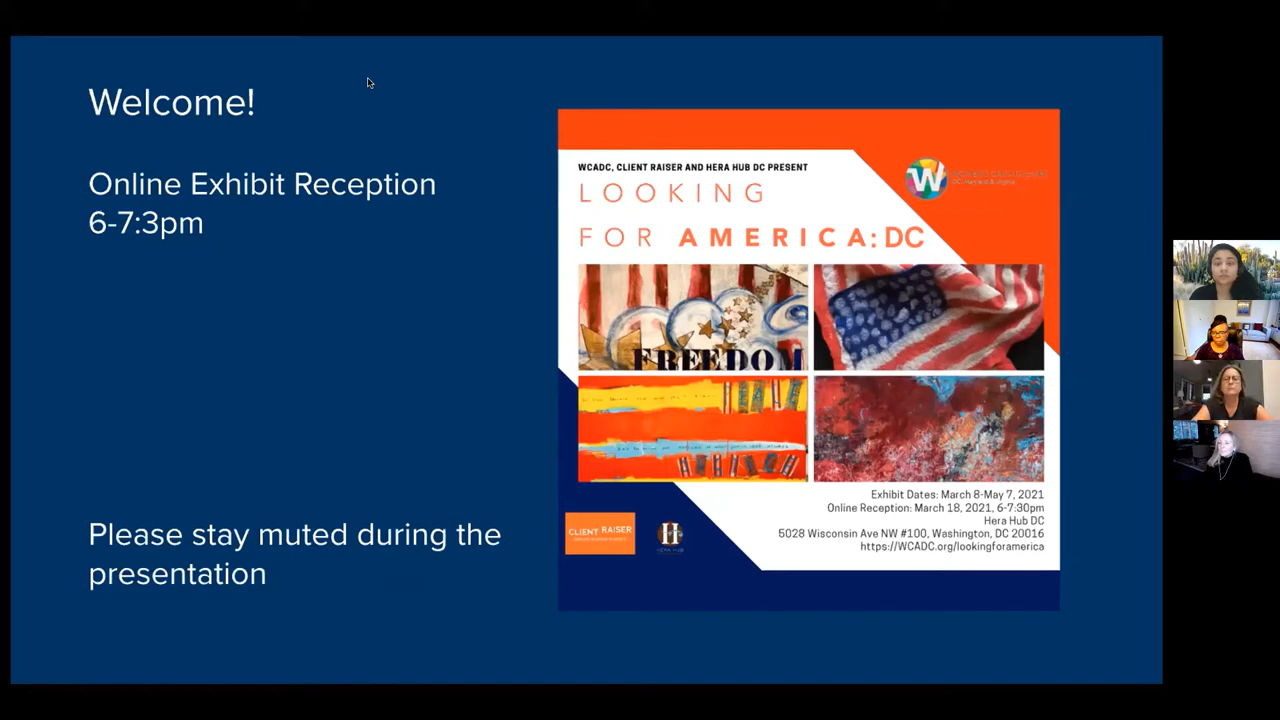 Welcome!
Online Exhibit Reception
6-7:3pm
Please stay muted during the
presentation
WCADC, CLIENT RAISER AND HERA HUB DC PRESENT
LOOKING
FOR AMERICA: DC
W
FREEDOM
Exhibit Dates: March 8-May 7, 2021
Online Reception: March 18, 2021, 6-7:30pm
Hera Hub DC
5028 Wisconsin Ave NW #100, Washington, DC 20016
https://WCADC.org/lookingforamerica
CLIENT RAISER
H
HERA HUB